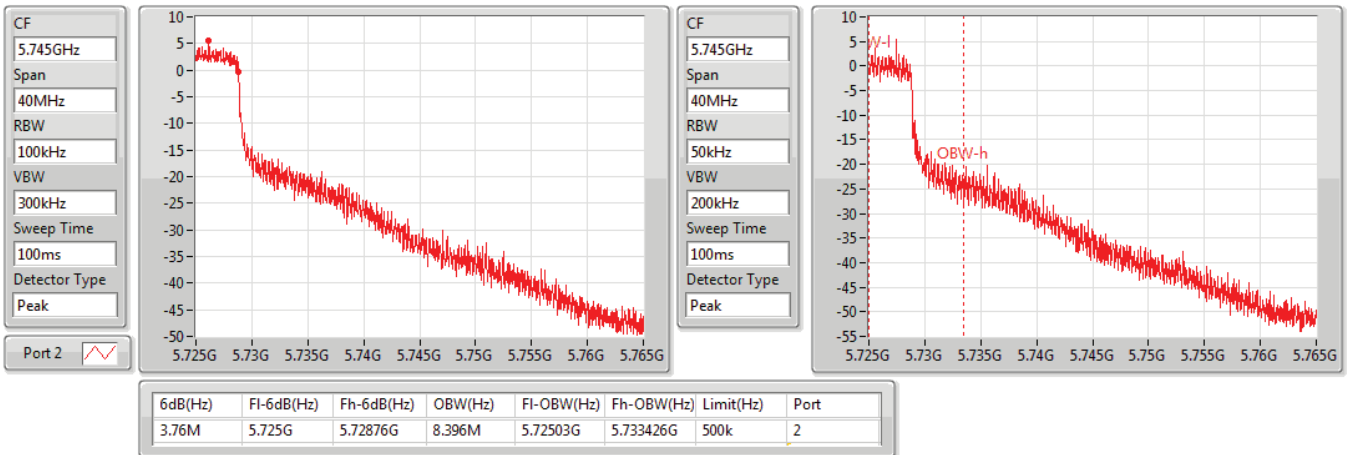 CF
5.745GHz
Span
40MHz
RBW
100kHz
VBW
300kHz
Sweep Time
100ms
Detector Type
Peak
Port 2
10
5
0
-5
-10
-15
-20
-25
-30
-35
-40
-45
-50
5.725G 5.73G 5.735G 5.74G 5.745G 5.75G 5.755G 5.76G 5.765G
CF
5.745GHz
Span
40MHz
RBW
50kHz
VBW
200kHz
Sweep Time
100ms
Detector Type
Peak
10
5
0
-5
-10
-15
-20
-25
-30
-35
-40
-45
-50
-55
W-l
OBW-h
5.725G 5.73G 5.735G 5.74G 5.745G 5.75G 5.755G 5.76G 5.765G
6dB(Hz) Fl-6dB(Hz) Fh-6dB(Hz) OBW(Hz) Fl-OBW(Hz) Fh-OBW(Hz) Limit(Hz) Port
3.76M 5.725G 5.72876G 8.396M 5.72503G 5.733426G 500k 2